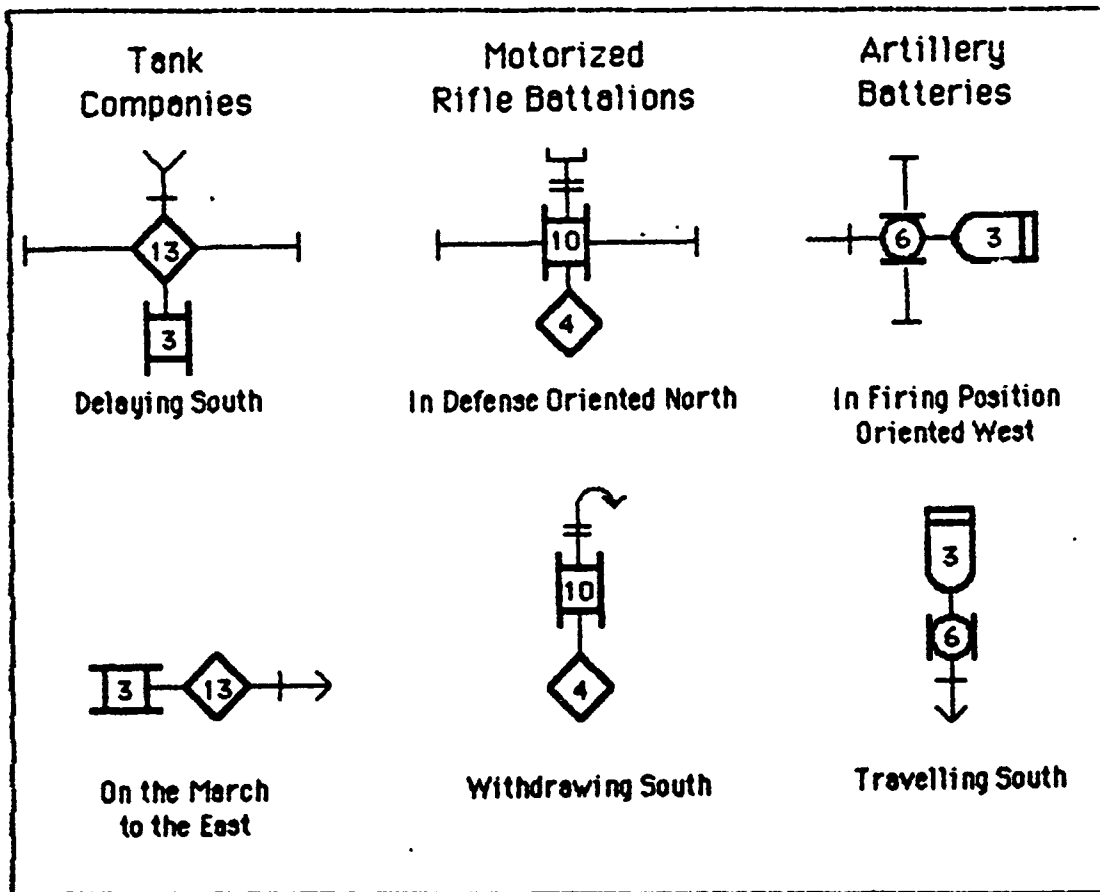 Tank
Companies
Motorized
Rifle Battalions
Artillery
Batteries
13
3
Delaying South
10
4
In Defense Oriented North
6
3
In Firing Position
Oriented West
3
13
On the March
to the East
10
4
Withdrawing South
3
6
Travelling South